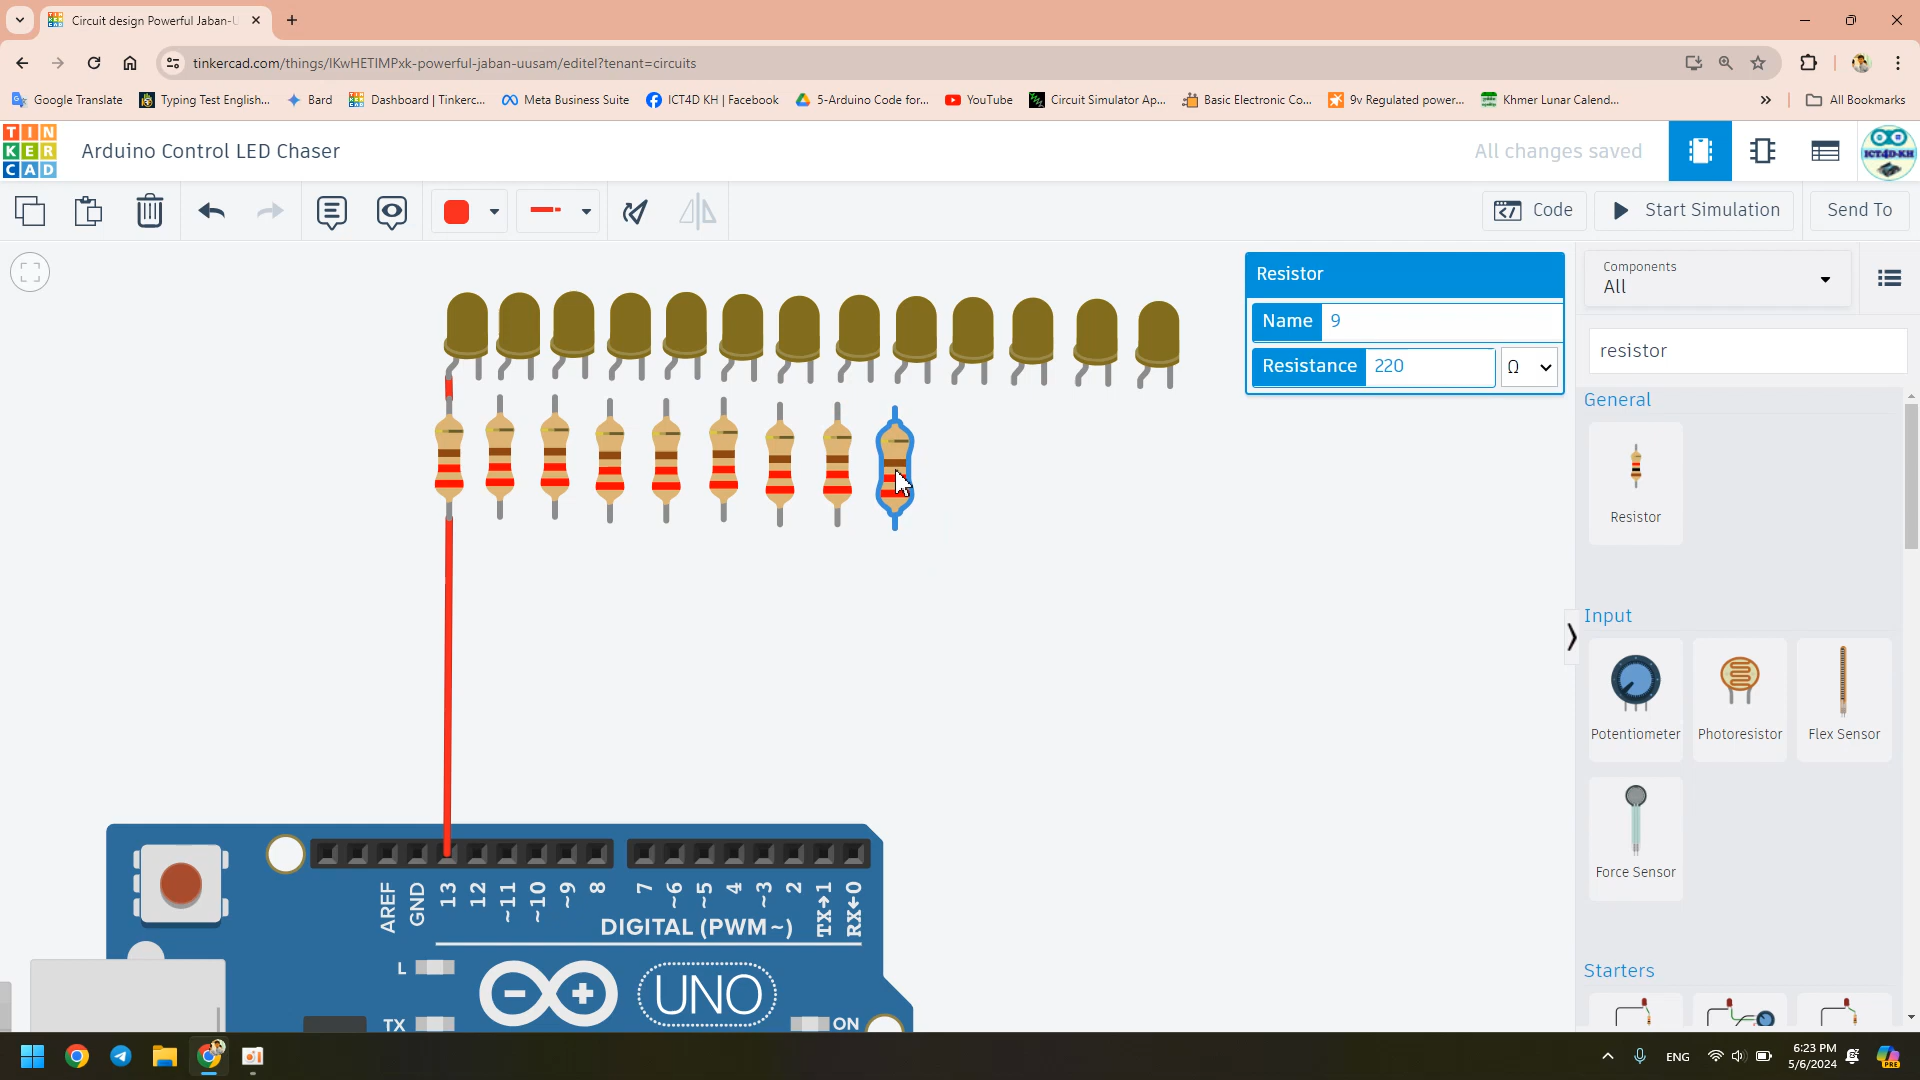 Circuit design Powerful Jaban-U
tinkercad.com/things/lKwHETIMPxk-powerful-jaban-uusam/editel?tenant=circuits
Google Translate
Typing Test English...
Bard
Dashboard | Tinkerc...
Meta Business Suite
ICT4D KH | Facebook
5-Arduino Code for...
YouTube
Circuit Simulator Ap...
Basic Electronic Co...
9v Regulated power...
Khmer Lunar Calend...
All Bookmarks
TIN
KER
CAD
Arduino Control LED Chaser
All changes saved
ICT4D-KH
Code
Start Simulation
Send To
Resistor
Name 9
Resistance 220 Ω
Components
All
resistor
General
Resistor
Input
Potentiometer
Photoresistor
Flex Sensor
Force Sensor
Starters
AREF
GND
13
12
~11
~10
~9
8
7
~6
~5
4
~3
2
TX→1
RX←0
DIGITAL (PWM~)
L
TX
UNO
ON
ENG
6:23 PM
5/6/2024
PRE